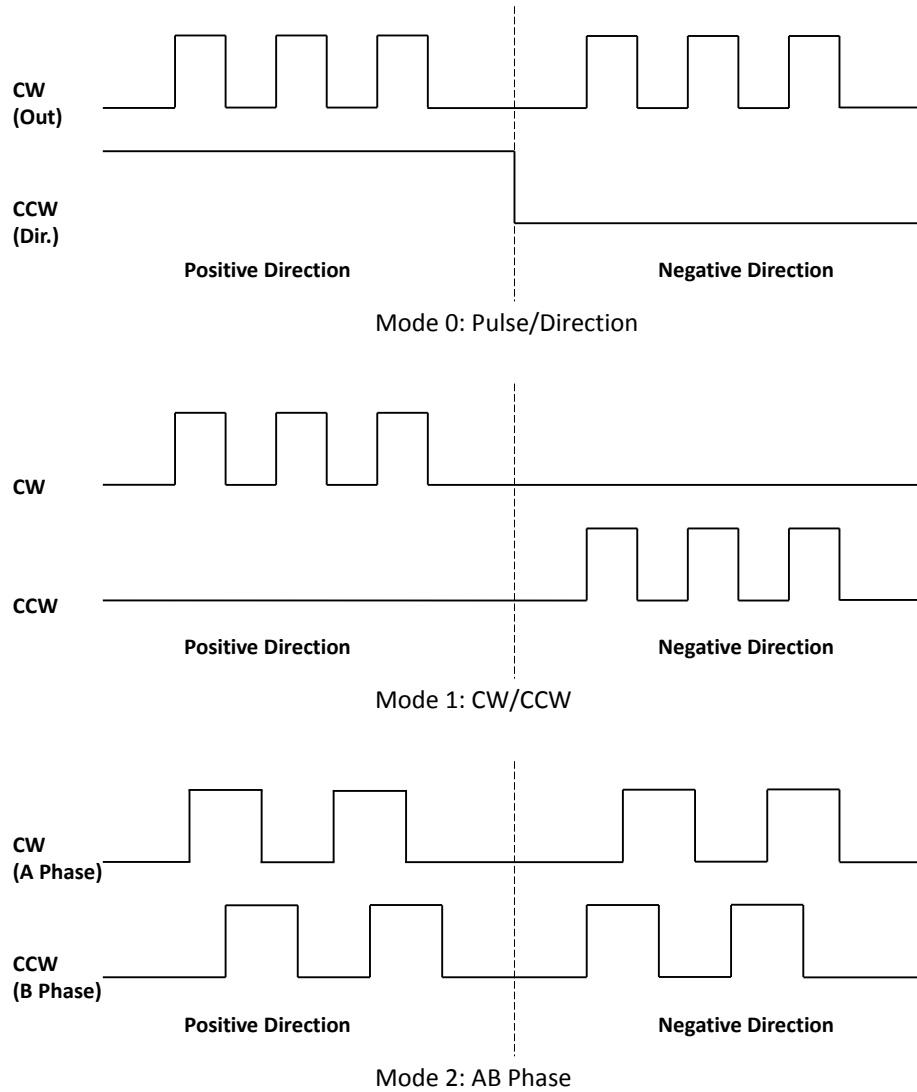 CW
(Out)
CCW
(Dir.)
Positive Direction
Negative Direction
Mode 0: Pulse/Direction
CW
CCW
Positive Direction
Negative Direction
Mode 1: CW/CCW
CW
(A Phase)
CCW
(B Phase)
Positive Direction
Negative Direction
Mode 2: AB Phase